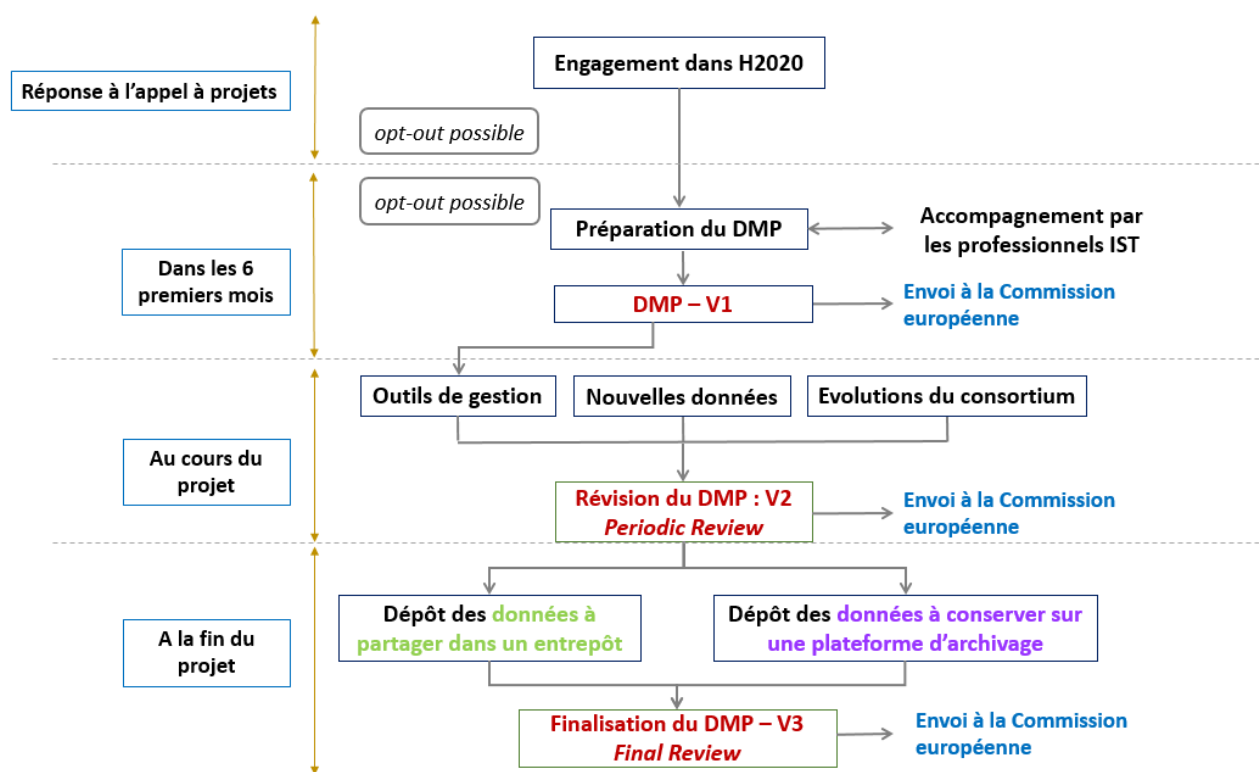 Engagement dans H2020
Réponse à l'appel à projets
opt-out possible
opt-out possible
Préparation du DMP
Accompagnement par
les professionnels IST
Dans les 6
premiers mois
DMP – V1
Envoi à la Commission
européenne
Outils de gestion
Nouvelles données
Evolutions du consortium
Au cours du
projet
Révision du DMP : V2
Periodic Review
Envoi à la Commission
européenne
A la fin du
projet
Dépôt des données à
partager dans un entrepôt
Dépôt des données à conserver sur
une plateforme d'archivage
Finalisation du DMP – V3
Final Review
Envoi à la Commission
européenne